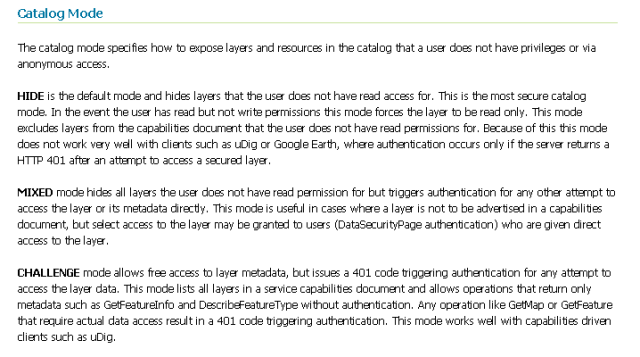 Catalog Mode
The catalog mode specifies how to expose layers and resources in the catalog that a user does not have privileges or via
anonymous access.
HIDE is the default mode and hides layers that the user does not have read access for. This is the most secure catalog
mode. In the event the user has read but not write permissions this mode forces the layer to be read only. This mode
excludes layers from the capabilities document that the user does not have read permissions for. Because of this this mode
does not work very well with clients such as uDig or Google Earth, where authentication occurs only if the server returns a
HTTP 401 after an attempt to access a secured layer.
MIXED mode hides all layers the user does not have read permission for but triggers authentication for any other attempt to
access the layer or its metadata directly. This mode is useful in cases where a layer is not to be advertised in a capabilities
document, but select access to the layer may be granted to users (DataSecurityPage authentication) who are given direct
access to the layer.
CHALLENGE mode allows free access to layer metadata, but issues a 401 code triggering authentication for any attempt to
access the layer data. This mode lists all layers in a service capabilities document and allows operations that return only
metadata such as GetFeatureInfo and DescribeFeatureType without authentication. Any operation like GetMap or GetFeature
that require actual data access result in a 401 code triggering authentication. This mode works well with capabilities driven
clients such as uDig.